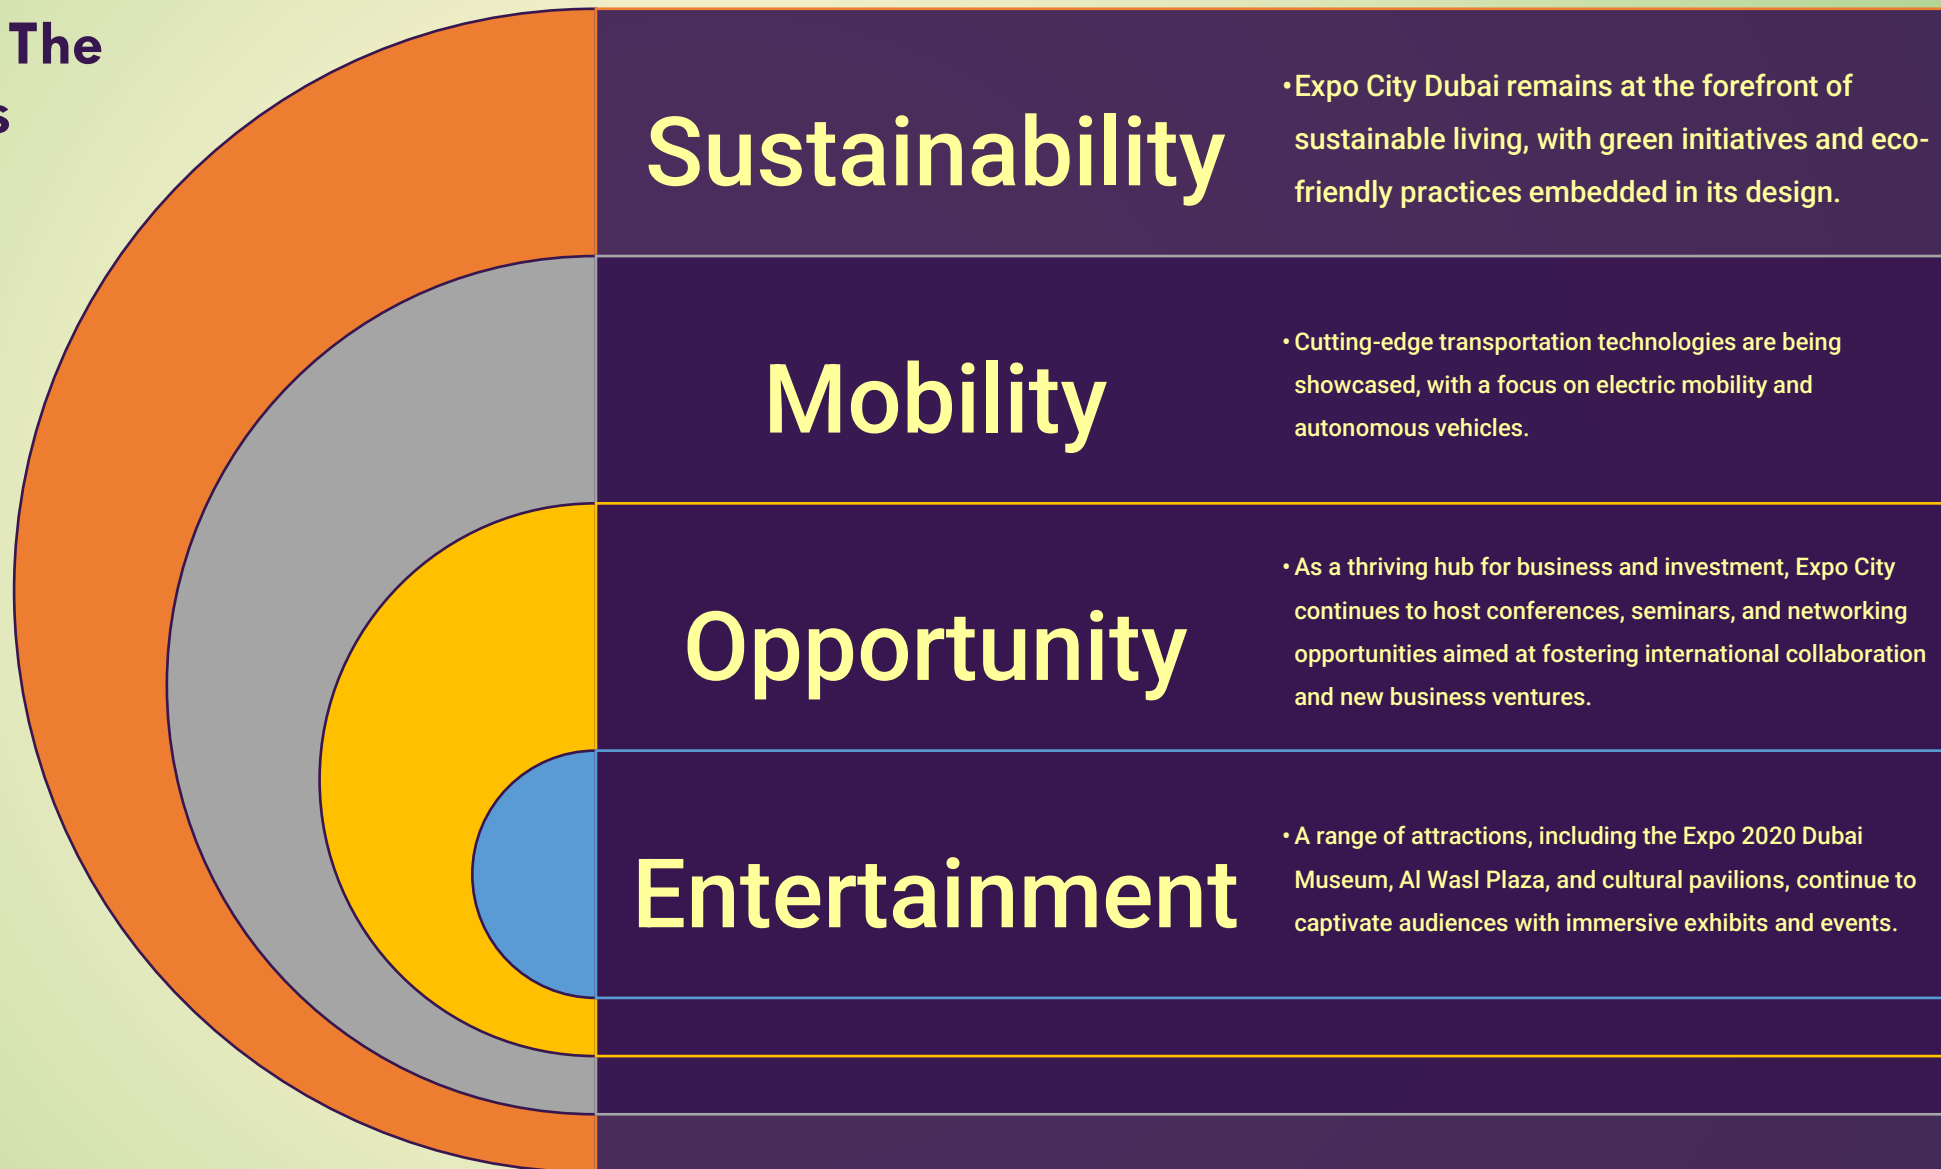 The
s
Sustainability
•Expo City Dubai remains at the forefront of
sustainable living, with green initiatives and eco-
friendly practices embedded in its design.
Mobility
• Cutting-edge transportation technologies are being
showcased, with a focus on electric mobility and
autonomous vehicles.
Opportunity
• As a thriving hub for business and investment, Expo City
continues to host conferences, seminars, and networking
opportunities aimed at fostering international collaboration
and new business ventures.
Entertainment
• A range of attractions, including the Expo 2020 Dubai
Museum, Al Wasl Plaza, and cultural pavilions, continue to
captivate audiences with immersive exhibits and events.